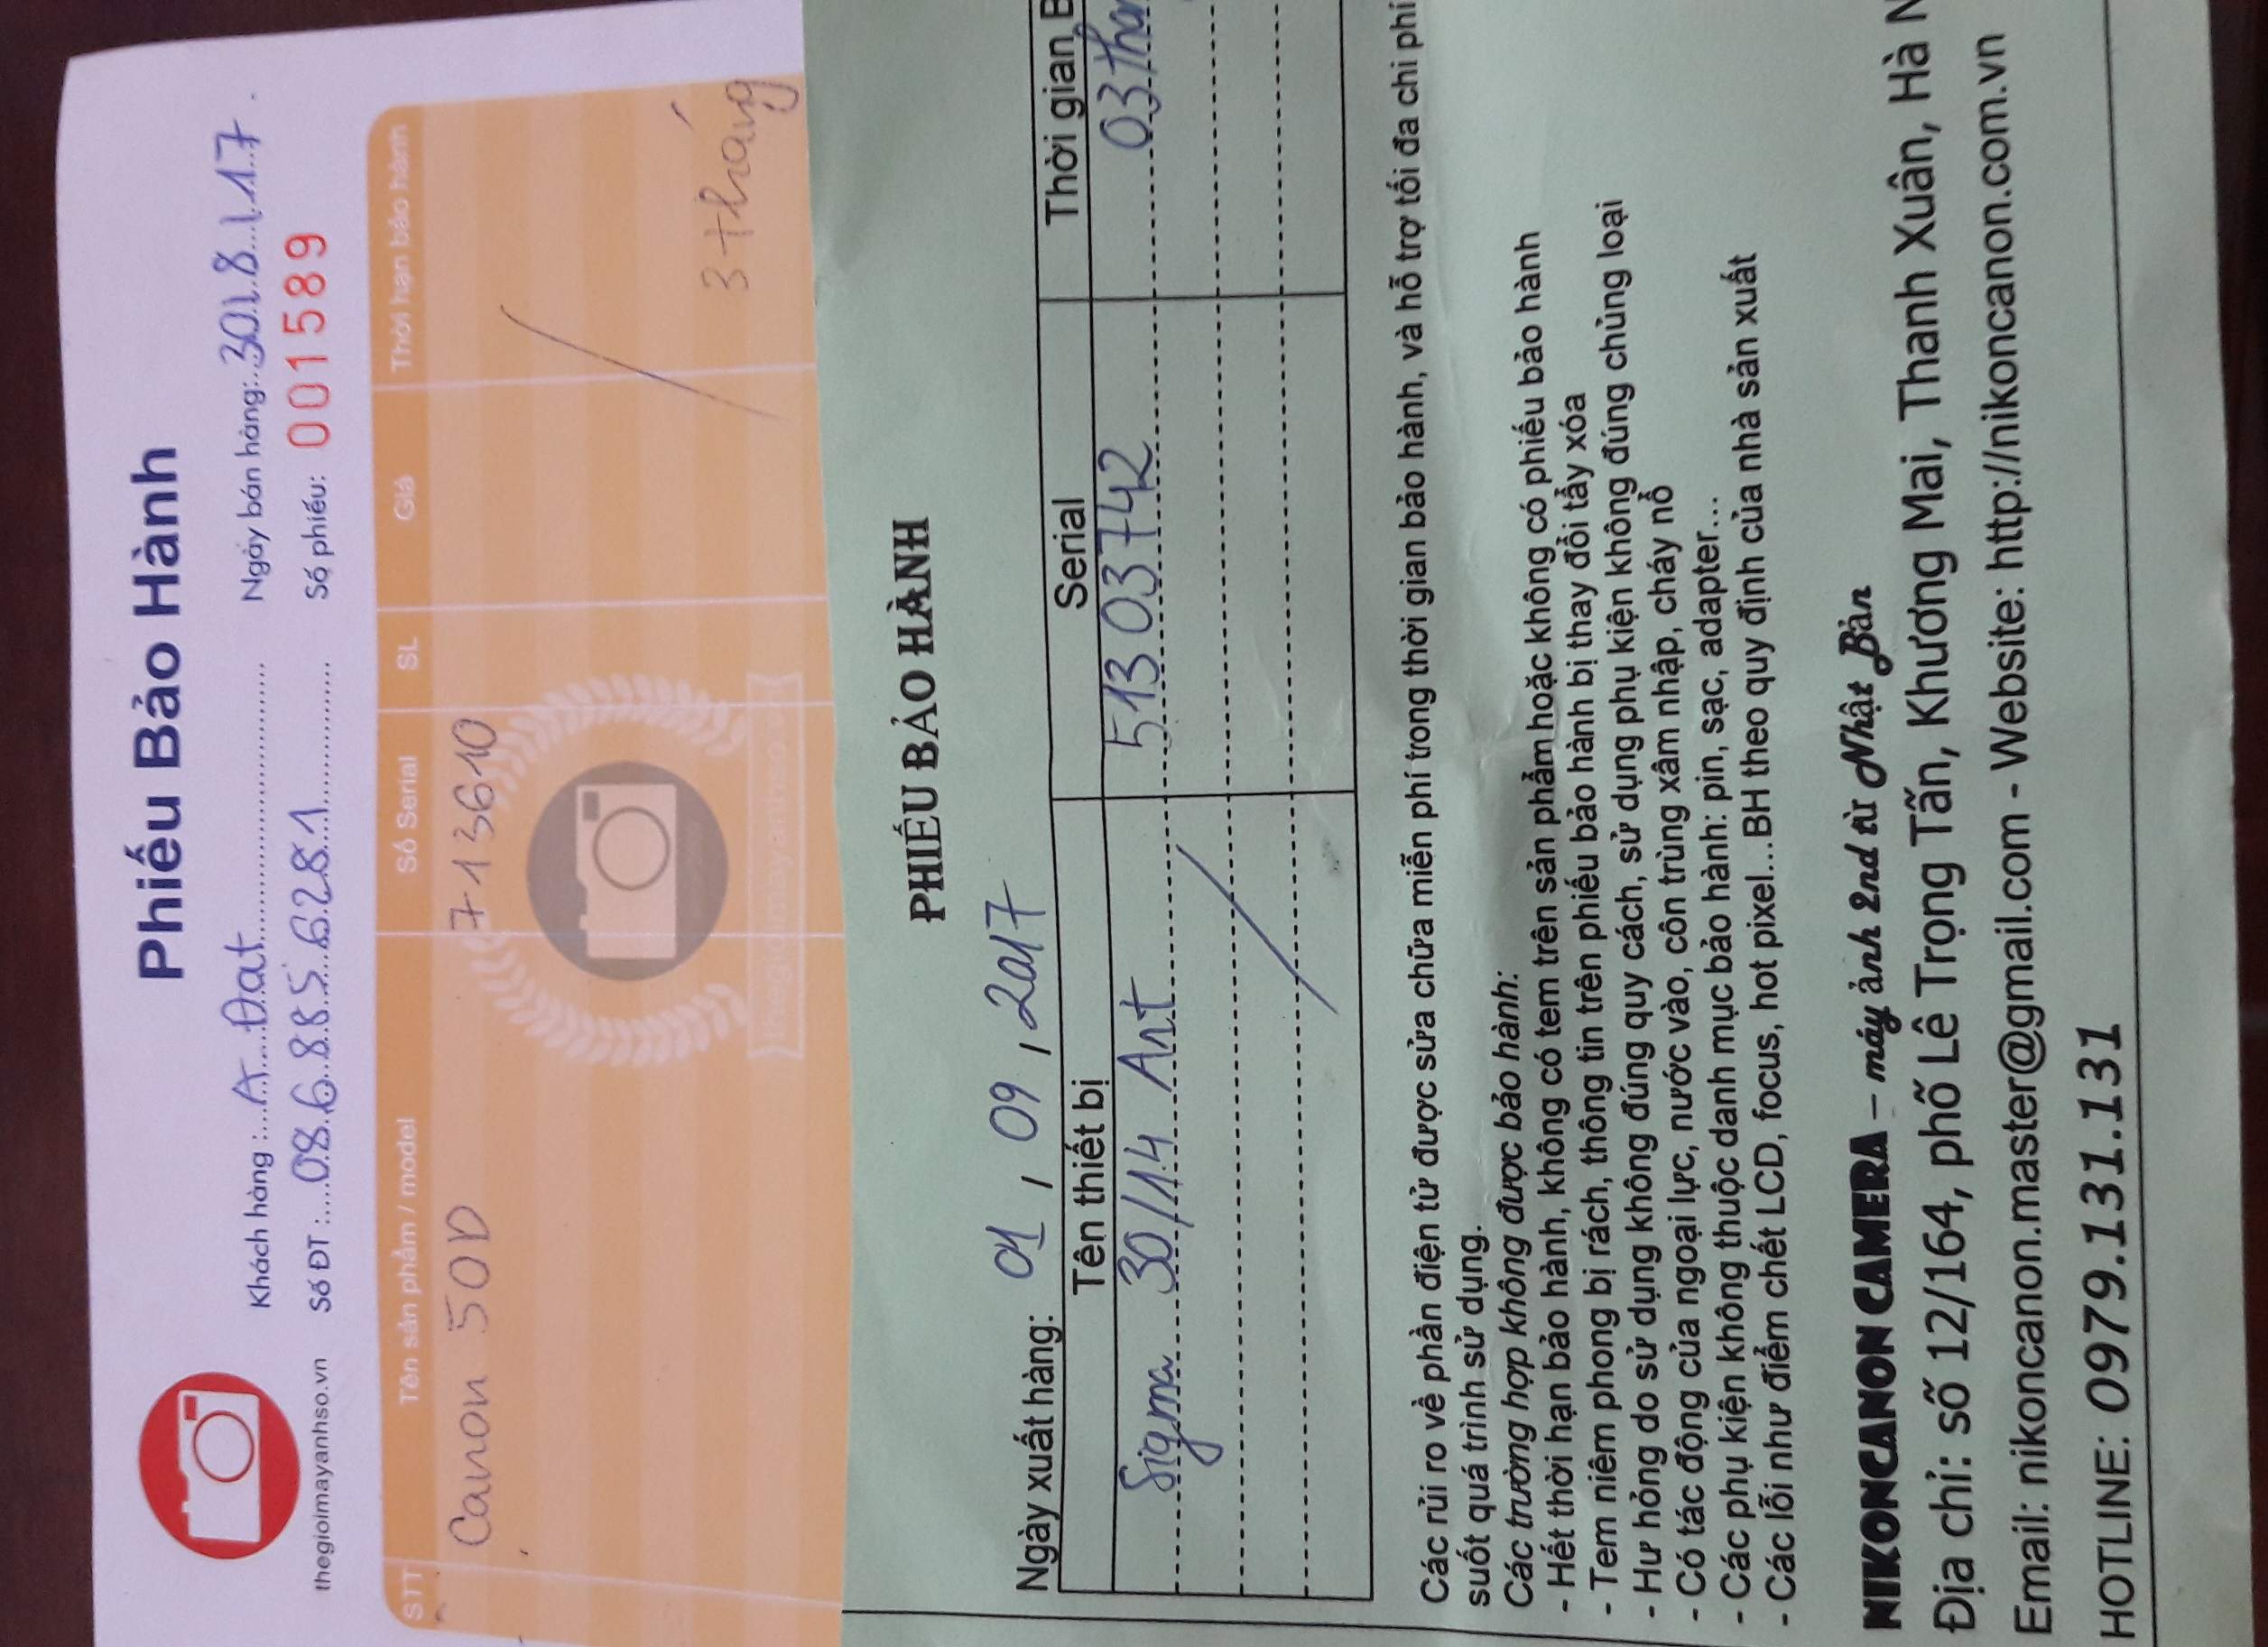 Phiếu Bảo Hành
thegioimayanhso.vn
Khách hàng : A Đạt
Ngày bán hàng: 30/8/17
Số ĐT : 08.6.885.6281
Số phiếu: 001589
STT Tên sản phẩm / model Số Serial SL Giá Thời hạn bảo hành
Canon 50D 713610
3 tháng
thegioimayanhso.vn
PHIẾU BẢO HÀNH
Ngày xuất hàng: 01 / 09 / 2017
Tên thiết bị Serial Thời gian B
Sigma 30/14 Art 51303742 03 thán
Các rủi ro về phần điện tử được sửa chữa miễn phí trong thời gian bảo hành, và hỗ trợ tối đa chi phí
suốt quá trình sử dụng.
Các trường hợp không được bảo hành:
- Hết thời hạn bảo hành, không có tem trên sản phẩm hoặc không có phiếu bảo hành
- Tem niêm phong bị rách, thông tin trên phiếu bảo hành bị thay đổi tẩy xóa
- Hư hỏng do sử dụng không đúng quy cách, sử dụng phụ kiện không đúng chủng loại
- Có tác động của ngoại lực, nước vào, côn trùng xâm nhập, cháy nổ
- Các phụ kiện không thuộc danh mục bảo hành: pin, sạc, adapter...
- Các lỗi như điểm chết LCD, focus, hot pixel...BH theo quy định của nhà sản xuất
NIKONCANON CAMERA – máy ảnh 2nd từ Nhật Bản
Địa chỉ: số 12/164, phố Lê Trọng Tấn, Khương Mai, Thanh Xuân, Hà N
Email: nikoncanon.master@gmail.com - Website: http://nikoncanon.com.vn
HOTLINE: 0979.131.131